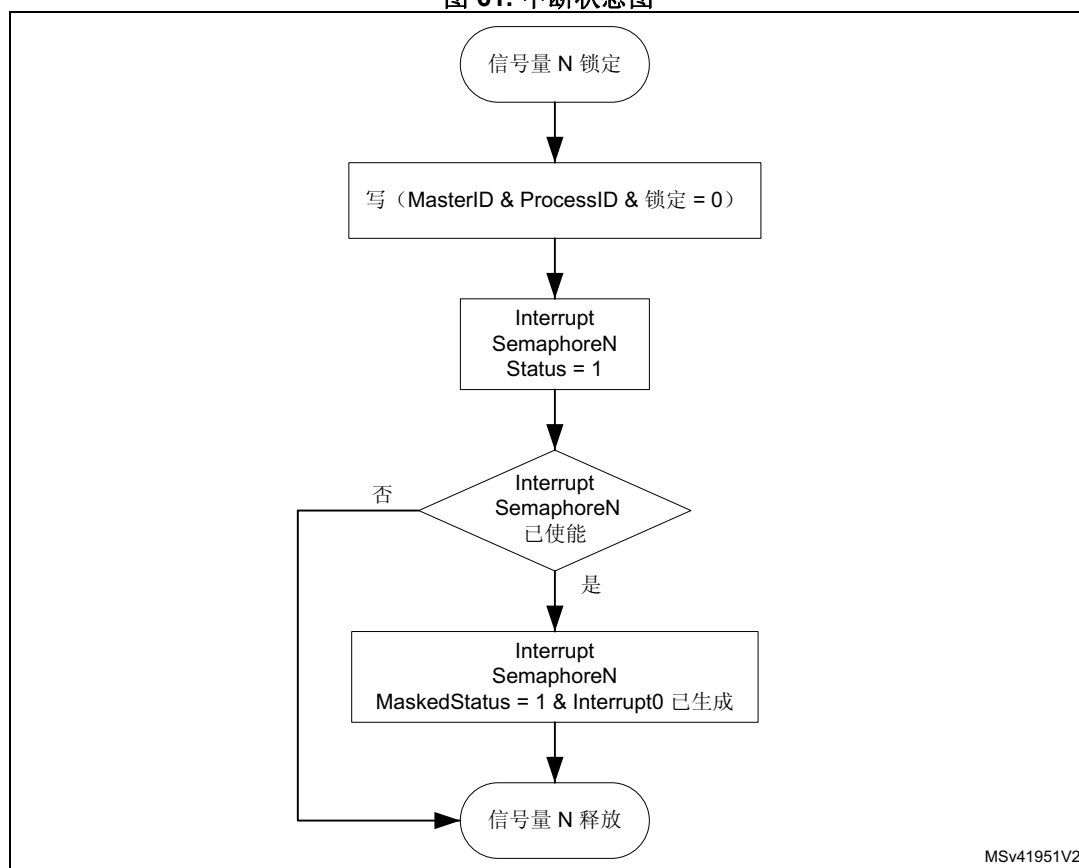 信号量 N 锁定
写（MasterID & ProcessID & 锁定 = 0）
Interrupt
SemaphoreN
Status = 1
Interrupt
SemaphoreN
已使能
否
是
Interrupt
SemaphoreN
MaskedStatus = 1 & Interrupt0 已生成
信号量 N 释放
MSv41951V2